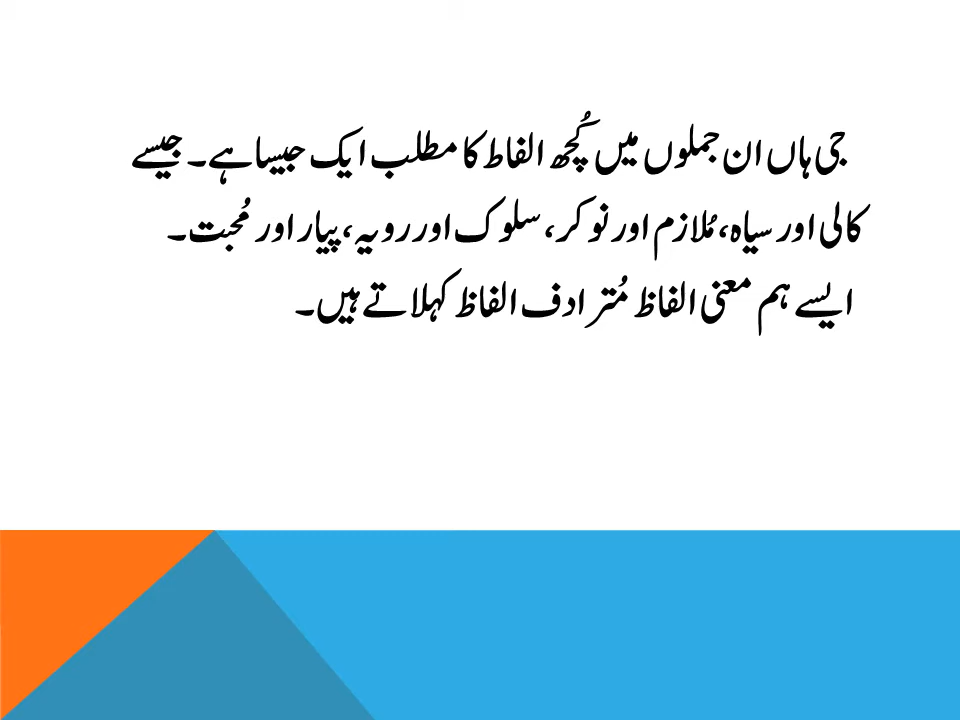 جی ہاں ان جملوں میں کُچھ الفاط کا مطلب ایک جیسا ہے۔ جیسے
کالی اور سیاہ، مُلازم اور نوکر، سلوک اور رویہ، پیار اور مُحبت۔
ایسے ہم معنی الفاظ مُترادف الفاظ کہلاتے ہیں۔